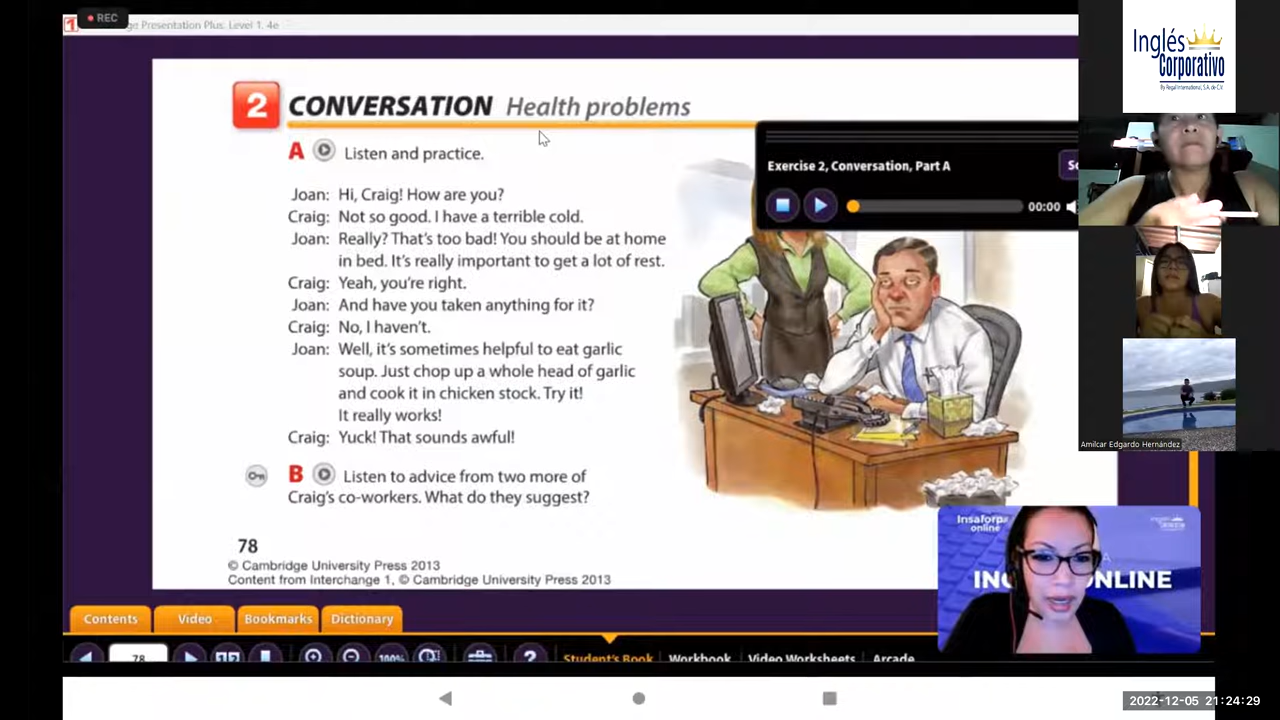 REC
Presentation Plus: Level 1, 4e
2 CONVERSATION Health problems
A Listen and practice.
Joan: Hi, Craig! How are you?
Craig: Not so good. I have a terrible cold.
Joan: Really? That's too bad! You should be at home
in bed. It's really important to get a lot of rest.
Craig: Yeah, you're right.
Joan: And have you taken anything for it?
Craig: No, I haven't.
Joan: Well, it's sometimes helpful to eat garlic
soup. Just chop up a whole head of garlic
and cook it in chicken stock. Try it!
It really works!
Craig: Yuck! That sounds awful!
B Listen to advice from two more of
Craig's co-workers. What do they suggest?
78
© Cambridge University Press 2013
Content from Interchange 1, © Cambridge University Press 2013
Exercise 2, Conversation, Part A
00:00
Inglés
Corporativo
By Regal International, S.A. de C.V.
Amilcar Edgardo Hernández
Insaforp
online
ONLINE
Contents Video Bookmarks Dictionary
78 100% ? Student's Book Workbook Video Worksheets Arcade
2022-12-05 21:24:29